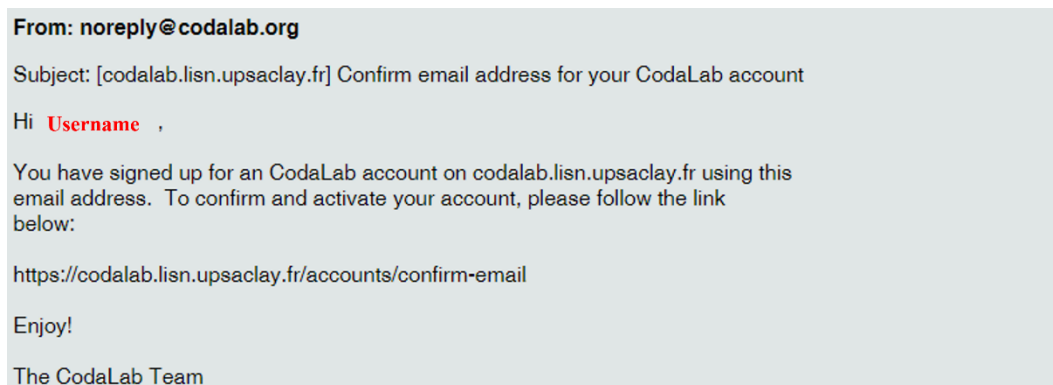 From: noreply@codalab.org
Subject: [codalab.lisn.upsaclay.fr] Confirm email address for your CodaLab account
Hi Username ,
You have signed up for an CodaLab account on codalab.lisn.upsaclay.fr using this
email address. To confirm and activate your account, please follow the link
below:
https://codalab.lisn.upsaclay.fr/accounts/confirm-email
Enjoy!
The CodaLab Team